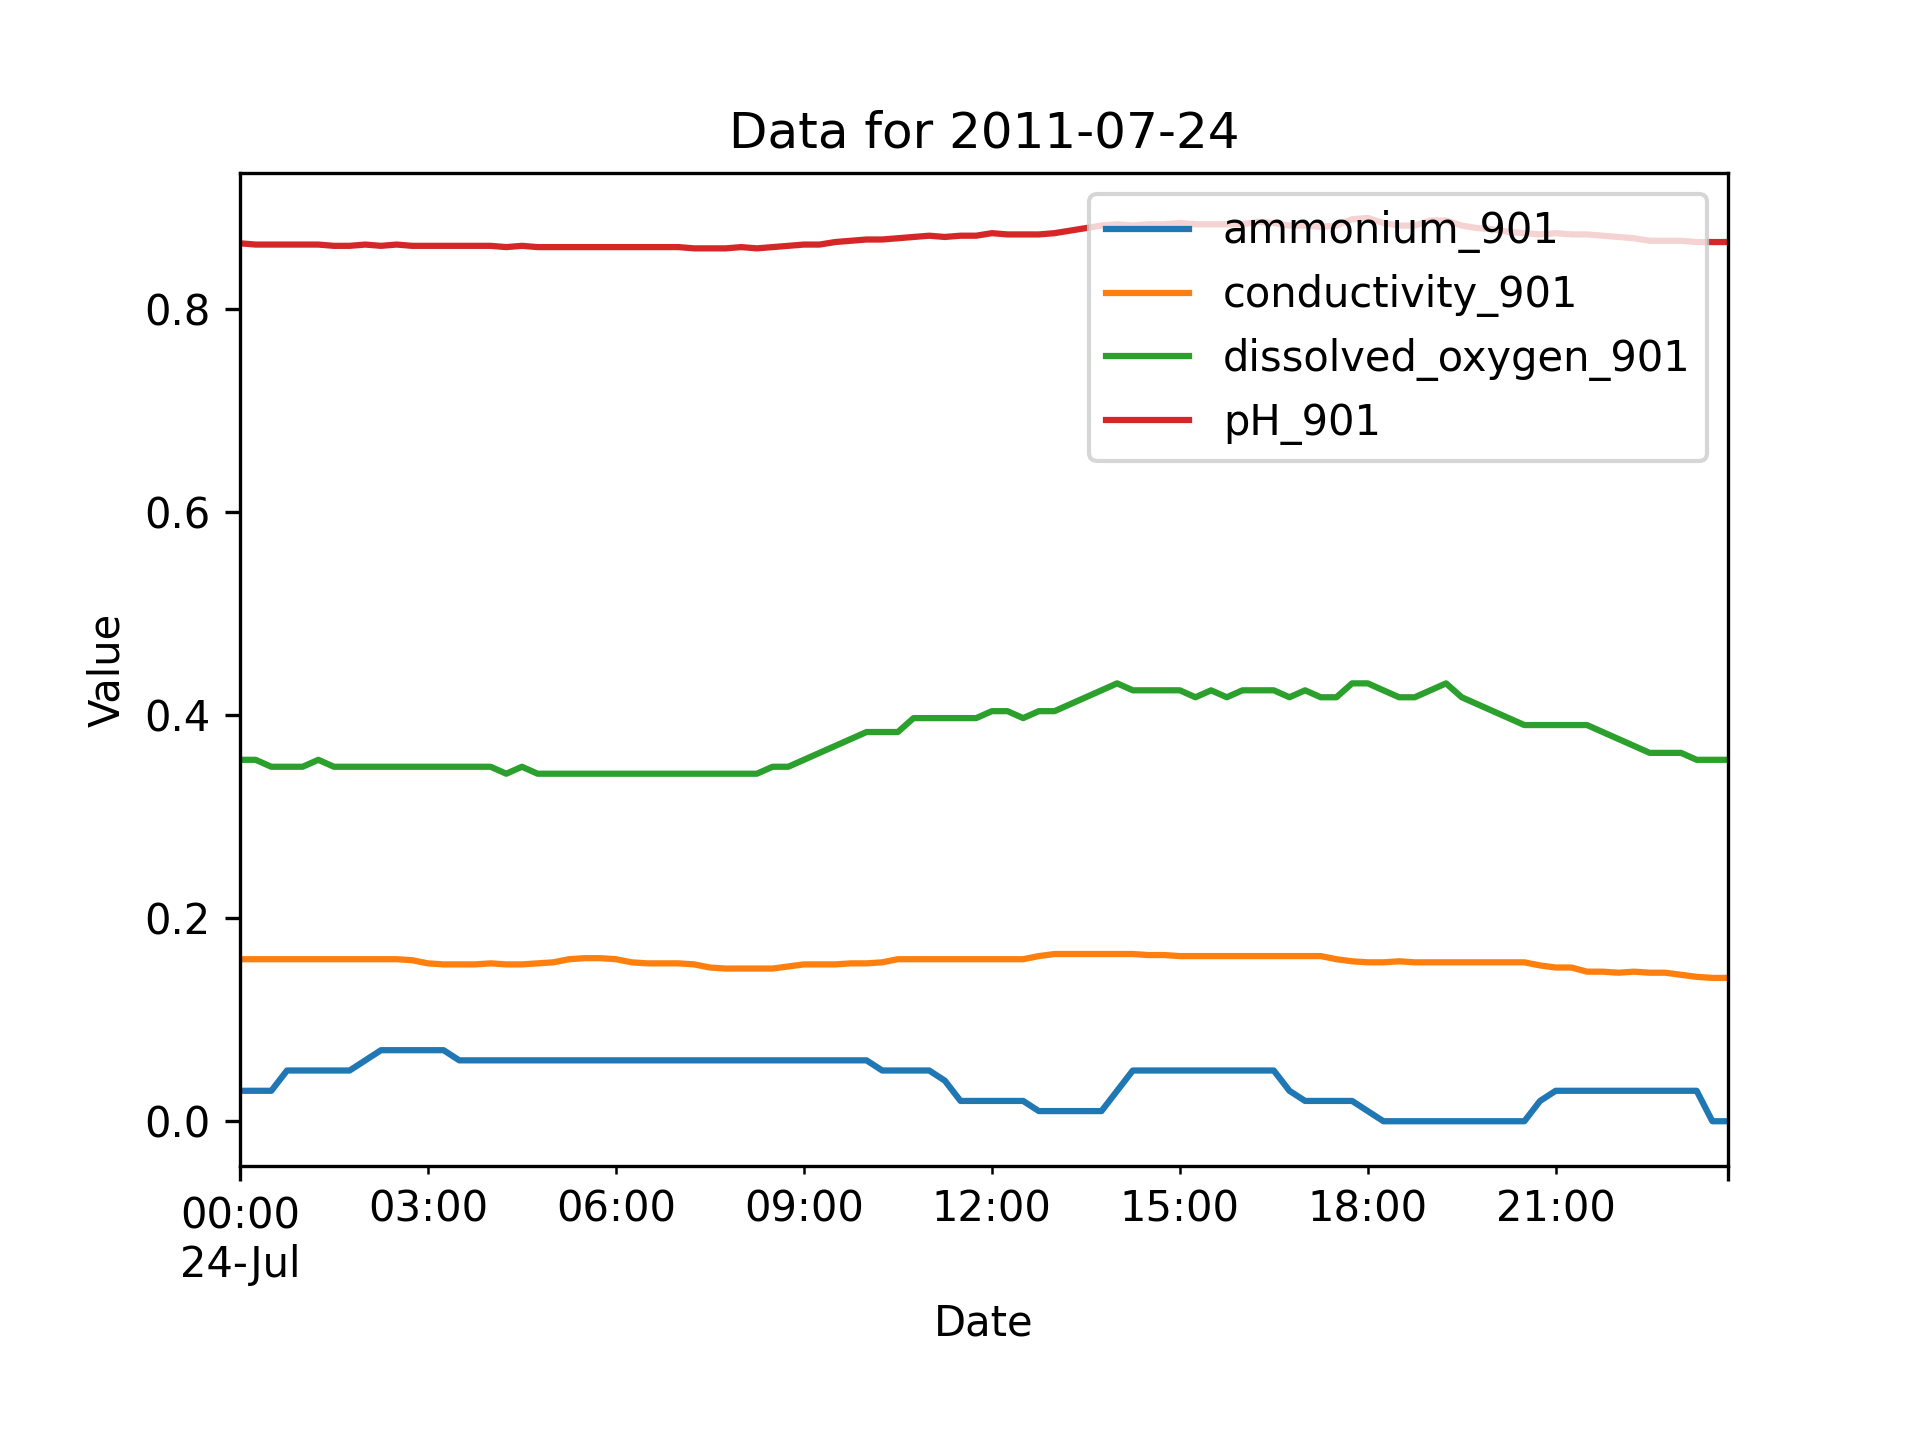 Data for 2011-07-24
ammonium_901
conductivity_901
dissolved_oxygen_901
pH_901
0.8
0.6
0.4
0.2
0.0
Value
00:00 03:00 06:00 09:00 12:00 15:00 18:00 21:00
24-Jul
Date